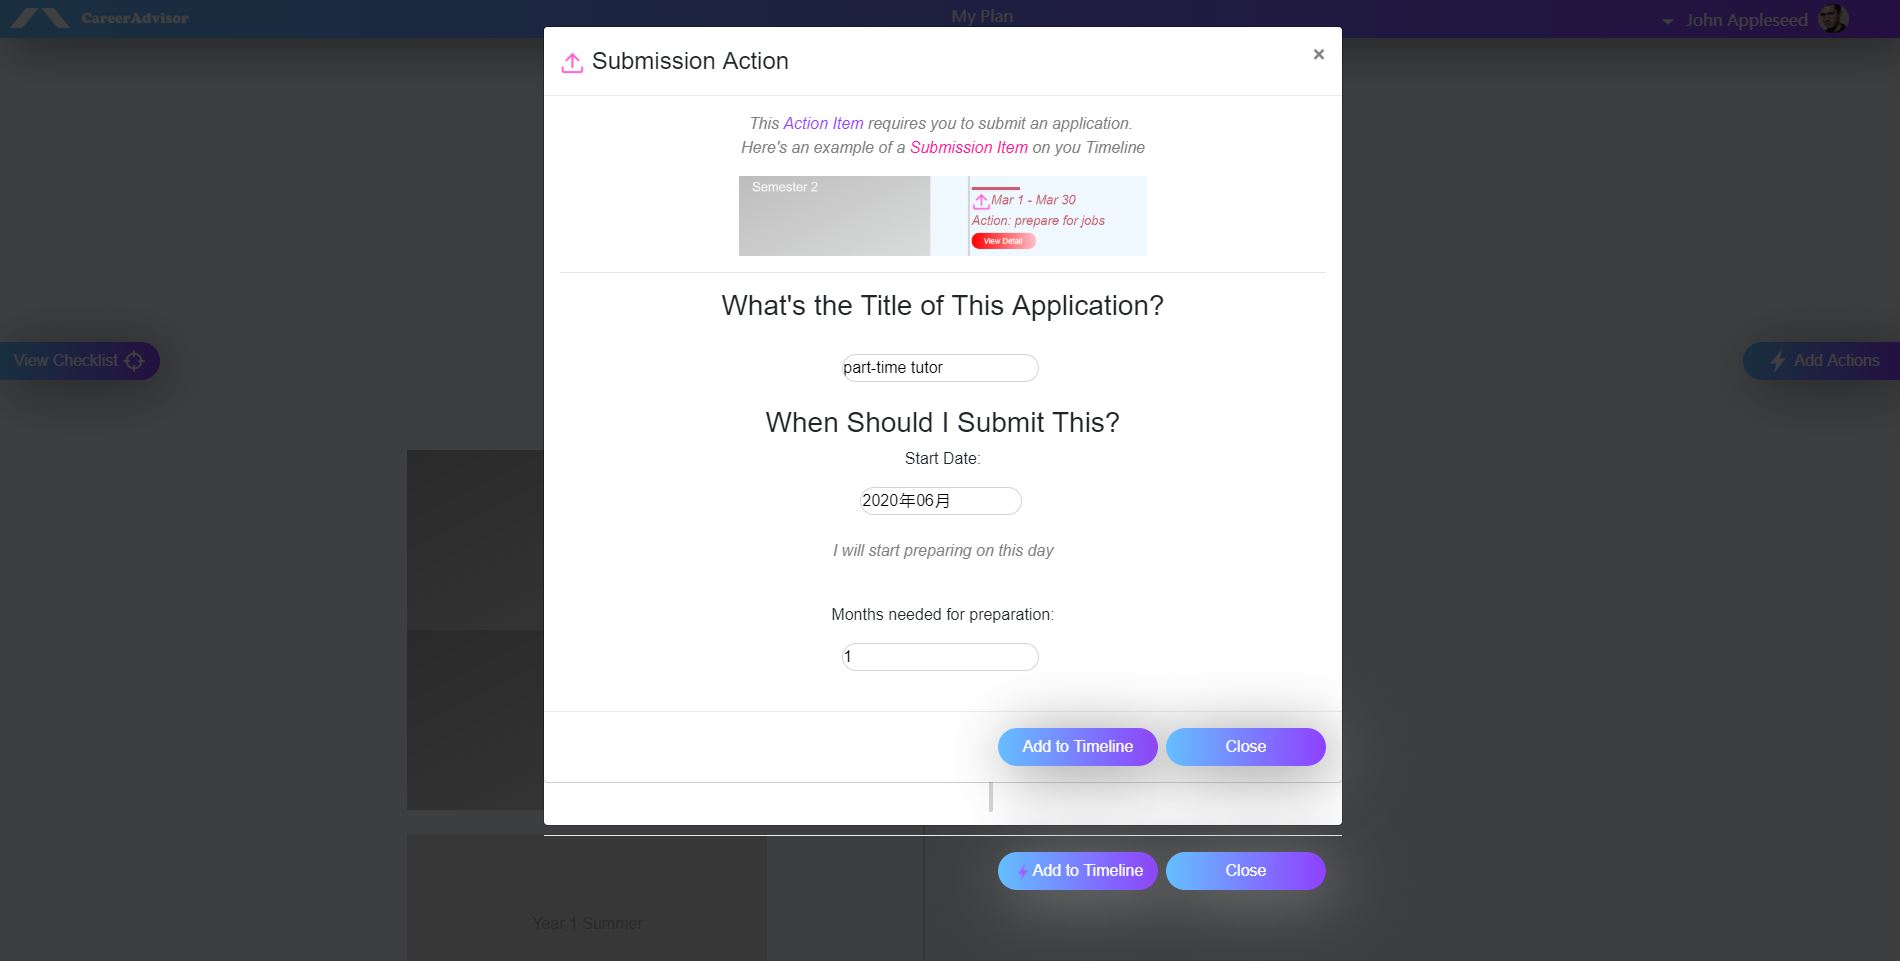 CareerAdvisor
My Plan
John Appleseed
Submission Action
×
This Action Item requires you to submit an application.
Here's an example of a Submission Item on you Timeline
Semester 2
Mar 1 - Mar 30
Action: prepare for jobs
View Detail
What's the Title of This Application?
View Checklist
Add Actions
part-time tutor
When Should I Submit This?
Start Date:
2020年06月
I will start preparing on this day
Months needed for preparation:
1
Add to Timeline
Close
Add to Timeline
Close
Year 1 Summer